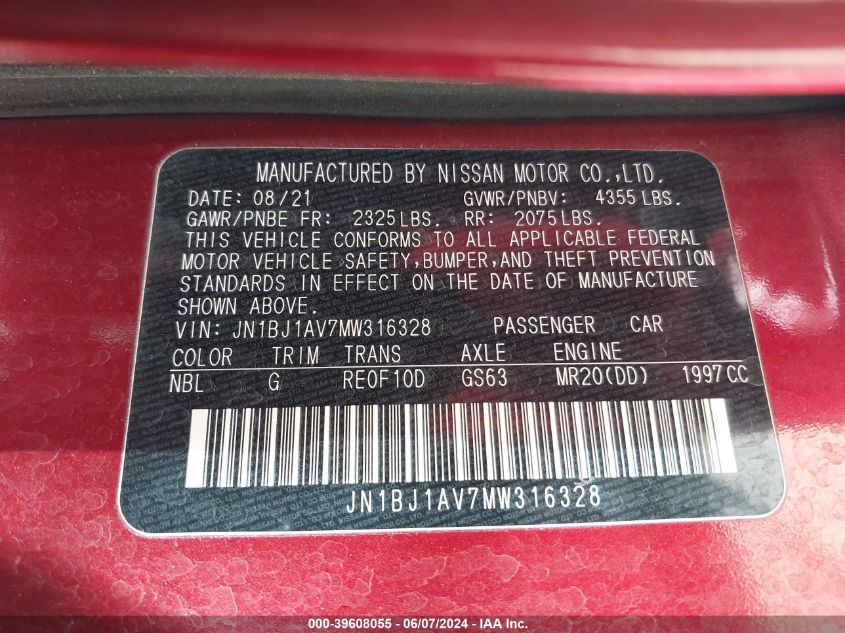 MANUFACTURED BY NISSAN MOTOR CO.,LTD.
DATE: 08/21 GVWR/PNBV: 4355 LBS.
GAWR/PNBE FR: 2325 LBS. RR: 2075 LBS.
THIS VEHICLE CONFORMS TO ALL APPLICABLE FEDERAL
MOTOR VEHICLE SAFETY,BUMPER,AND THEFT PREVENTION
STANDARDS IN EFFECT ON THE DATE OF MANUFACTURE
SHOWN ABOVE.
VIN: JN1BJ1AV7MW316328 PASSENGER CAR
COLOR TRIM TRANS AXLE ENGINE
NBL G RE0F10D GS63 MR20(DD) 1997CC
JN1BJ1AV7MW316328
000-39608055 - 06/07/2024 - IAA Inc.